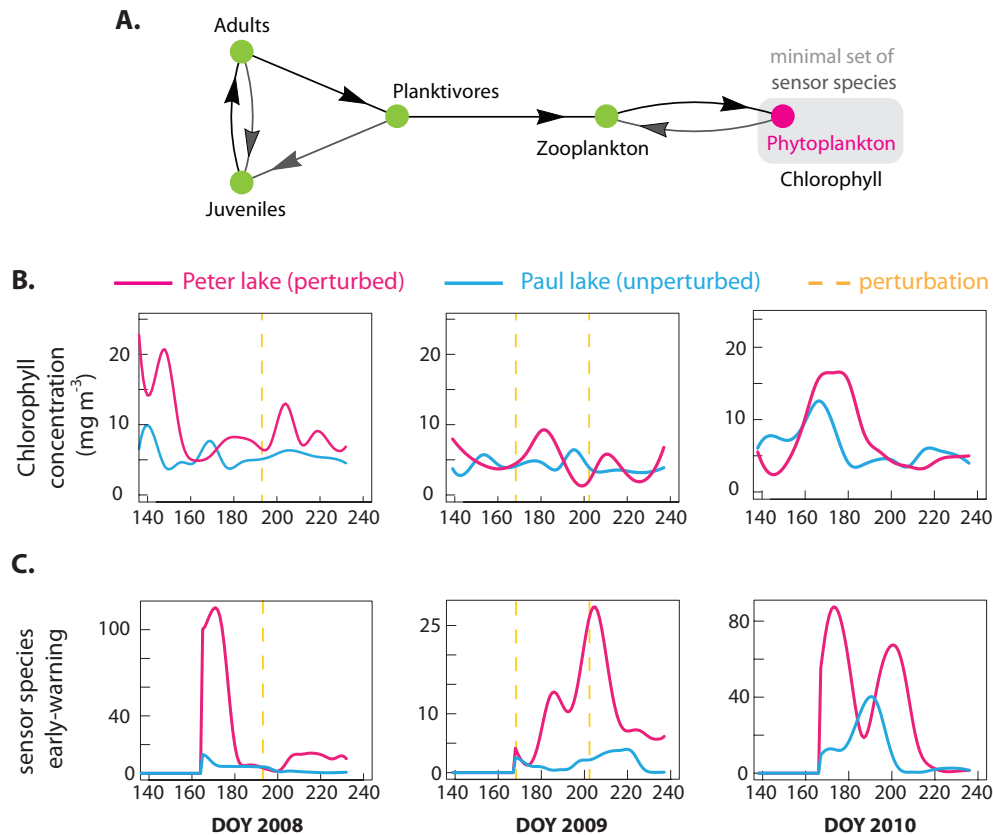 A.
Adults
Planktivores
minimal set of
sensor species
Zooplankton
Phytoplankton
Chlorophyll
Juveniles
B.
Peter lake (perturbed)
Paul lake (unperturbed)
perturbation
Chlorophyll
concentration
(mg m⁻³)
20
10
0
140 160 180 200 220 240
20
10
0
140 160 180 200 220 240
20
10
0
140 160 180 200 220 240
C.
sensor species
early-warning
100
40
0
140 160 180 200 220 240
DOY 2008
25
10
0
140 160 180 200 220 240
DOY 2009
80
40
0
140 160 180 200 220 240
DOY 2010